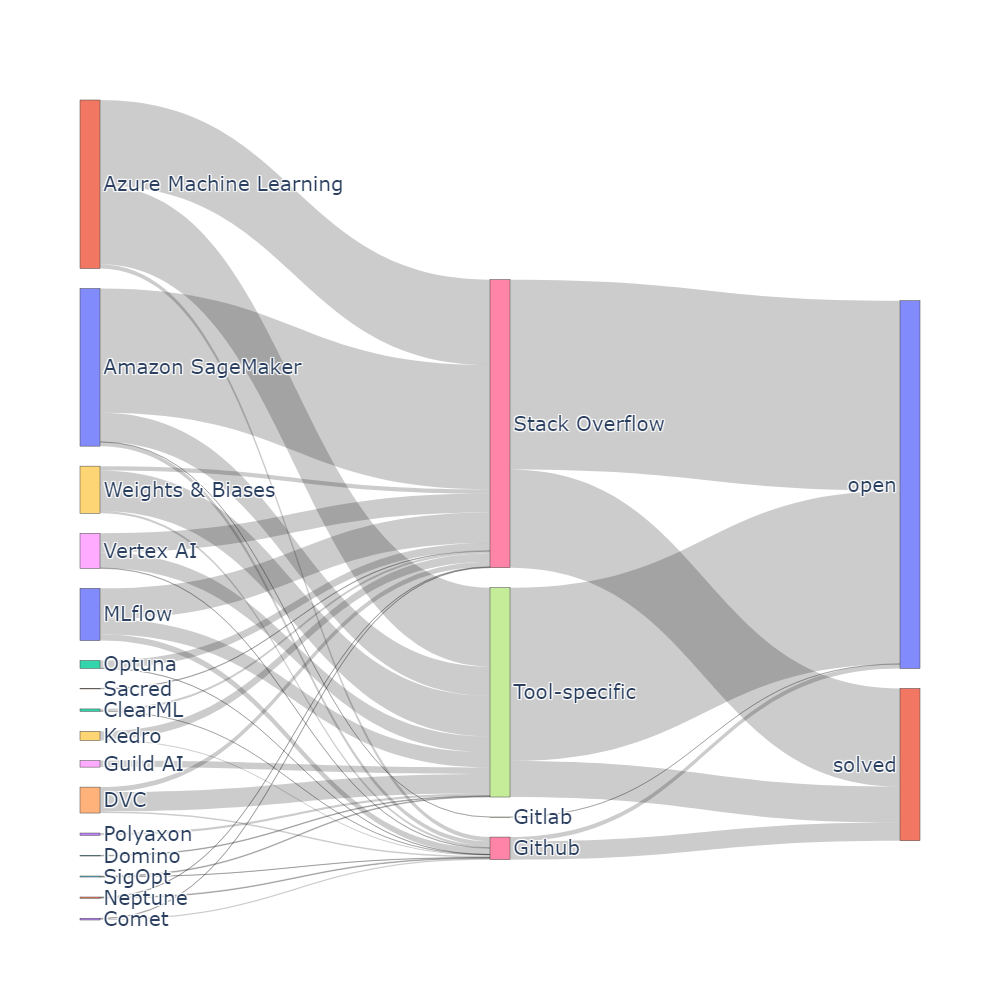 Azure Machine Learning
Amazon SageMaker
Weights & Biases
Vertex AI
MLflow
Optuna
Sacred
ClearML
Kedro
Guild AI
DVC
Polyaxon
Domino
SigOpt
Neptune
Comet
Stack Overflow
Tool-specific
Gitlab
Github
open
solved